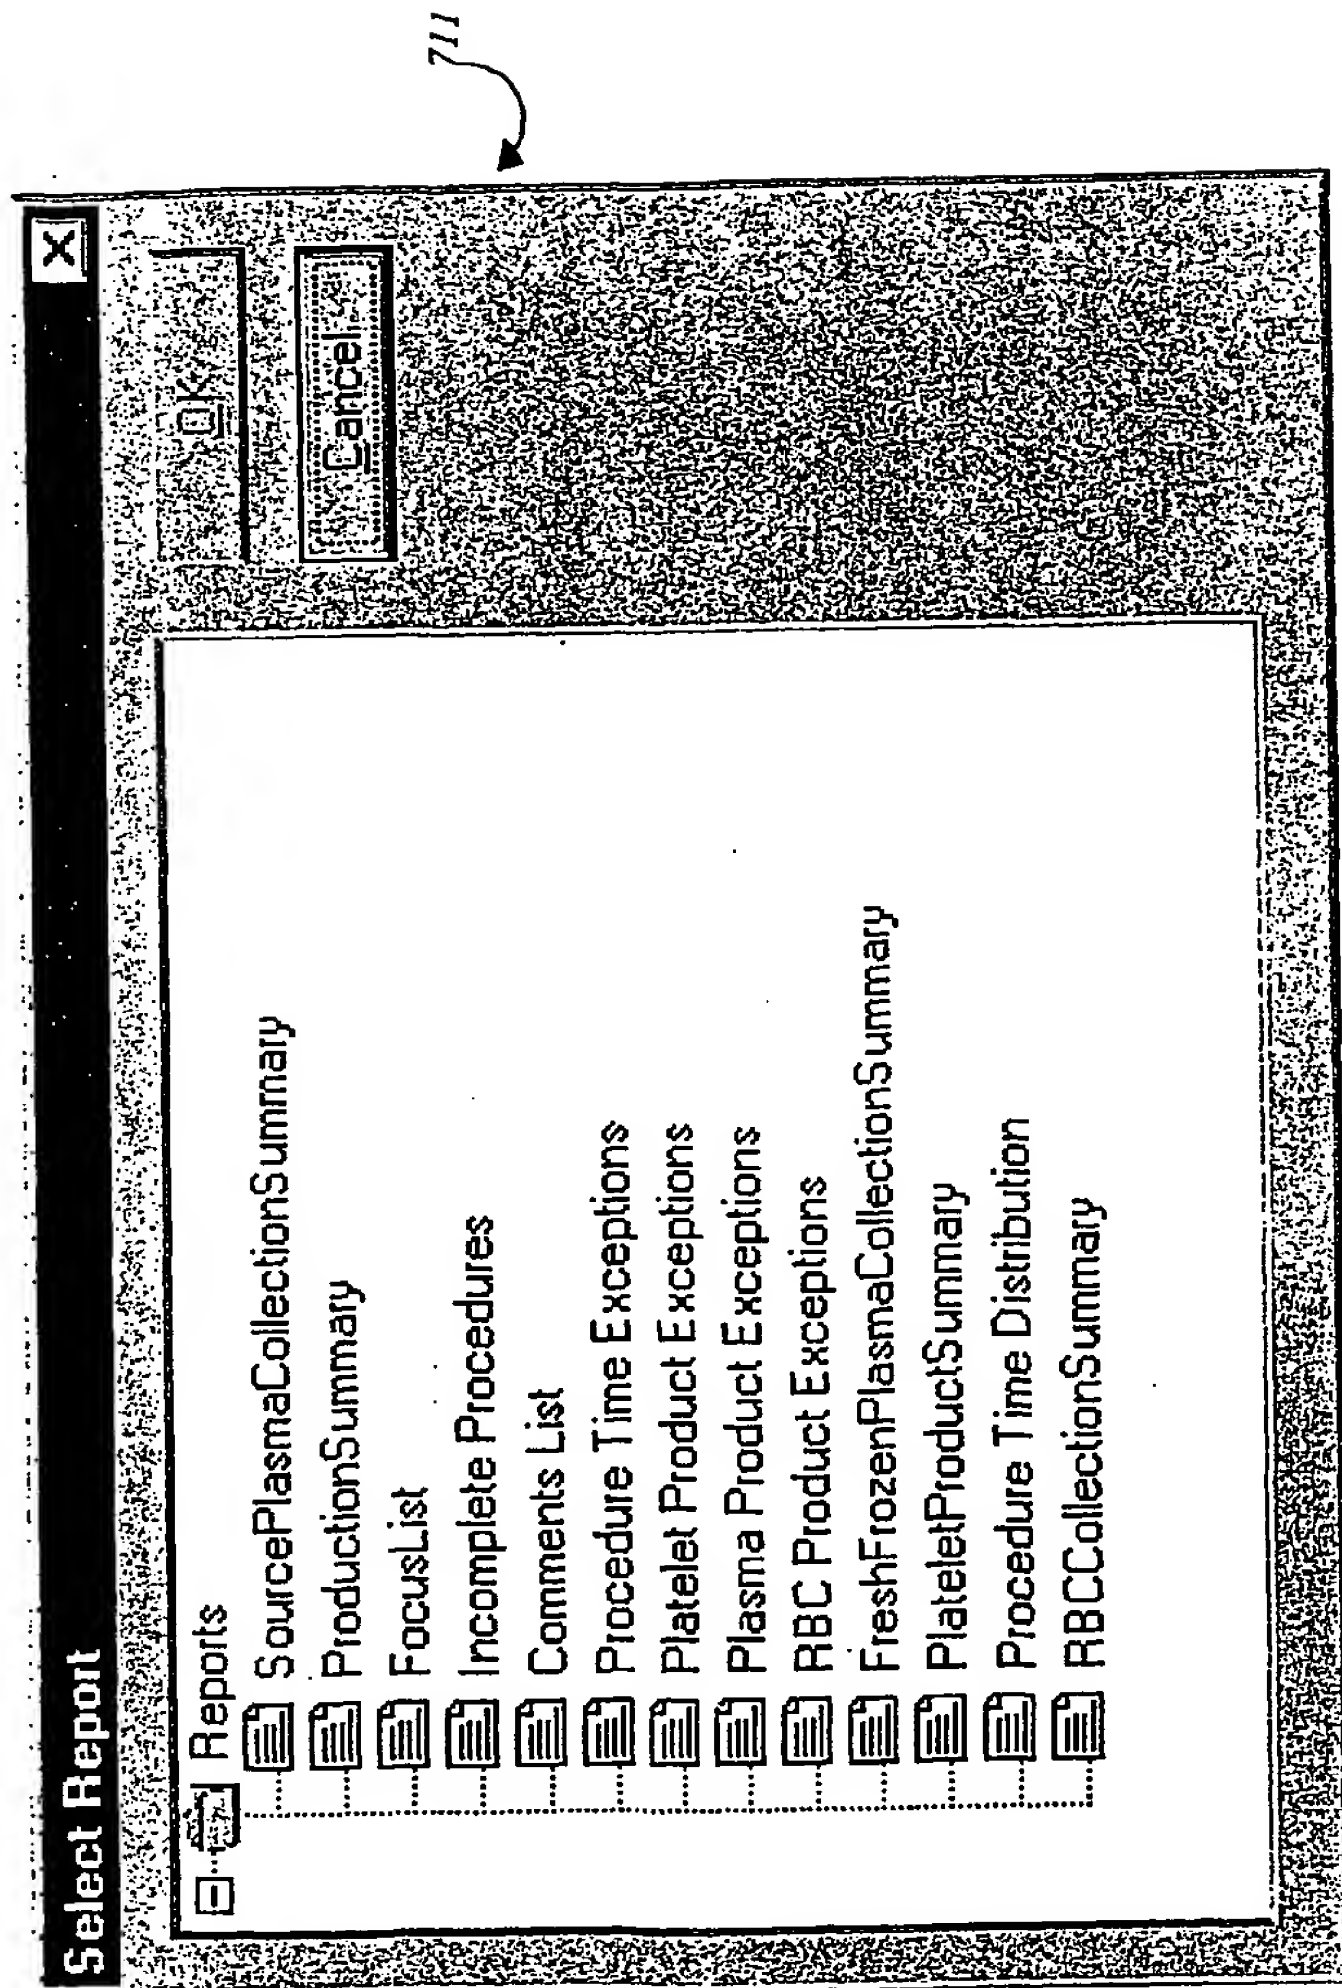 711
Select Report
X
OK
Cancel
Reports
SourcePlasmaCollectionSummary
ProductionSummary
FocusList
Incomplete Procedures
Comments List
Procedure Time Exceptions
Platelet Product Exceptions
Plasma Product Exceptions
RBC Product Exceptions
FreshFrozenPlasmaCollectionSummary
PlateletProductSummary
Procedure Time Distribution
RBCCollectionSummary